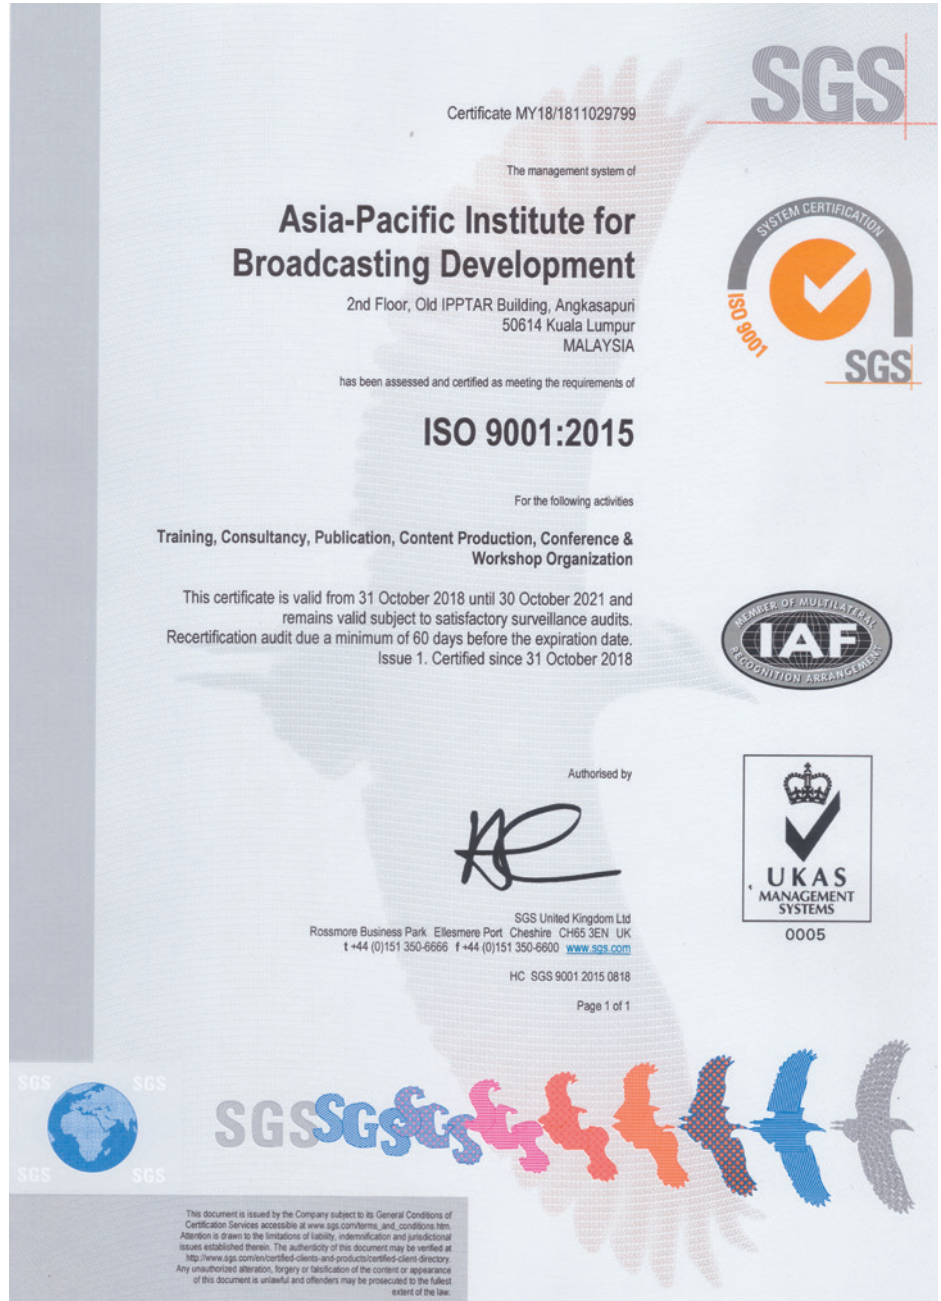 SGS
Certificate MY18/1811029799
The management system of
Asia-Pacific Institute for
Broadcasting Development
2nd Floor, Old IPPTAR Building, Angkasapuri
50614 Kuala Lumpur
MALAYSIA
has been assessed and certified as meeting the requirements of
ISO 9001:2015
SYSTEM CERTIFICATION
ISO 9001
SGS
For the following activities
Training, Consultancy, Publication, Content Production, Conference &
Workshop Organization
This certificate is valid from 31 October 2018 until 30 October 2021 and
remains valid subject to satisfactory surveillance audits.
Recertification audit due a minimum of 60 days before the expiration date.
Issue 1. Certified since 31 October 2018
MEMBER OF MULTILATERAL
IAF
RECOGNITION ARRANGEMENT
Authorised by
SGS United Kingdom Ltd
Rossmore Business Park Ellesmere Port Cheshire CH65 3EN UK
t +44 (0)151 350-6666 f +44 (0)151 350-6600 www.sgs.com
HC SGS 9001 2015 0818
Page 1 of 1
UKAS
MANAGEMENT
SYSTEMS
0005
SGS SGS
SGS SGS
SGS SGS SGS
This document is issued by the Company subject to its General Conditions of
Certification Services accessible at www.sgs.com/terms_and_conditions.htm.
Attention is drawn to the limitations of liability, indemnification and jurisdictional
issues established therein. The authenticity of this document may be verified at
http://www.sgs.com/en/certified-clients-and-products/certified-client-directory.
Any unauthorized alteration, forgery or falsification of the content or appearance
of this document is unlawful and offenders may be prosecuted to the fullest
extent of the law.